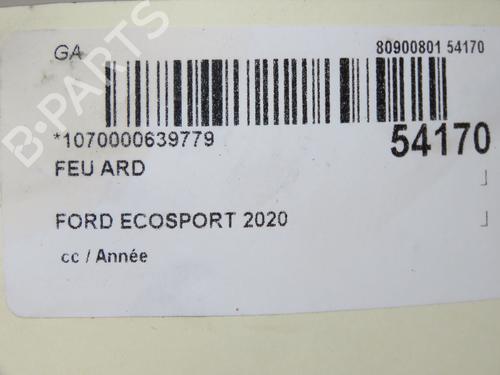 GA
80900801 54170
*1070000639779
54170
FEU ARD
FORD ECOSPORT 2020
cc / Année
B-PARTS